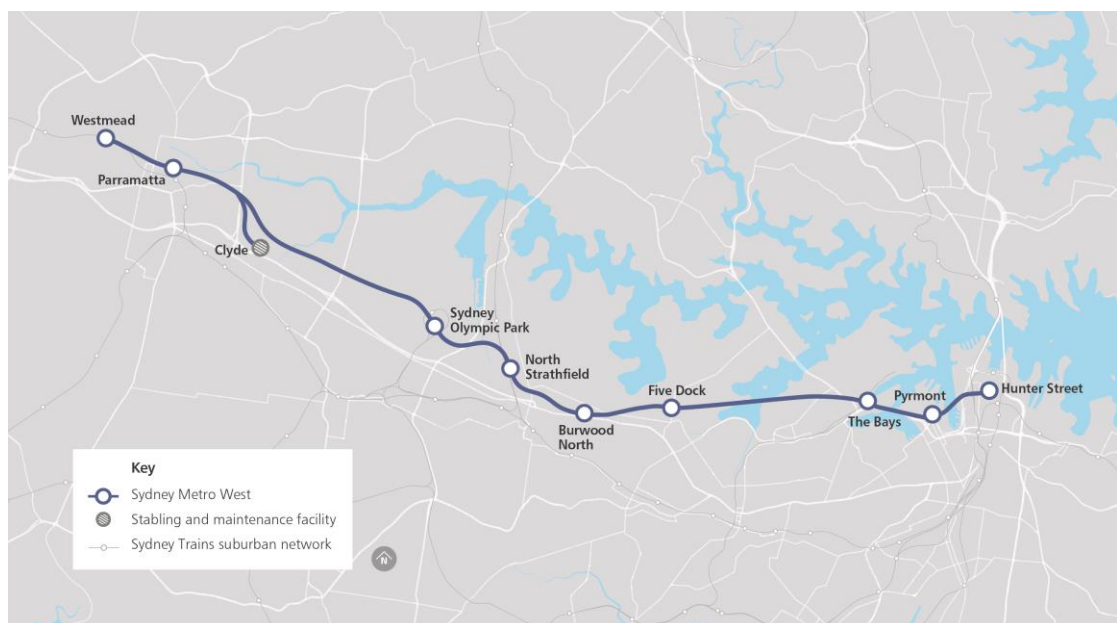 Westmead
Parramatta
Clyde
Sydney
Olympic Park
North
Strathfield
Five Dock
Burwood
North
Pyrmont
The Bays
Hunter Street
Key
Sydney Metro West
Stabling and maintenance facility
Sydney Trains suburban network
N